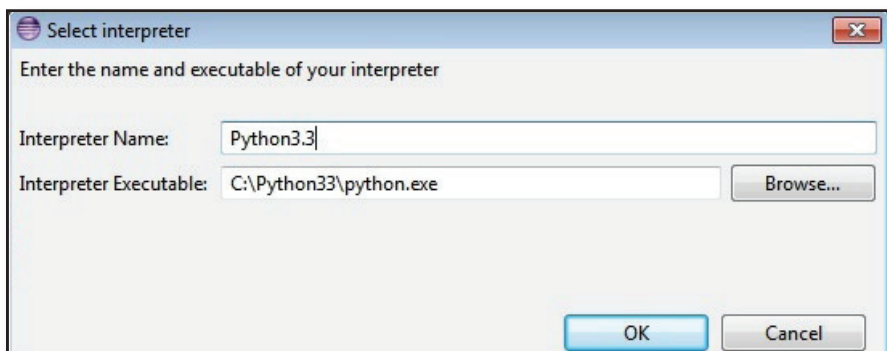 Select interpreter
Enter the name and executable of your interpreter
Interpreter Name: Python3.3
Interpreter Executable: C:\Python33\python.exe Browse...
OK Cancel